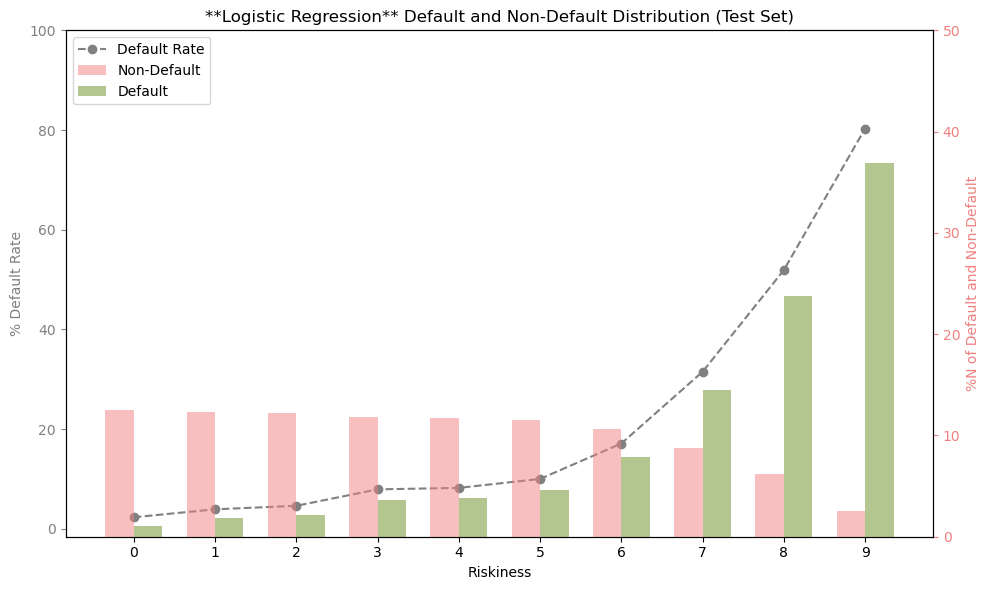 **Logistic Regression** Default and Non-Default Distribution (Test Set)
Default Rate
Non-Default
Default
% Default Rate
100
80
60
40
20
0
50
40
30
20
10
0
%N of Default and Non-Default
0 1 2 3 4 5 6 7 8 9
Riskiness